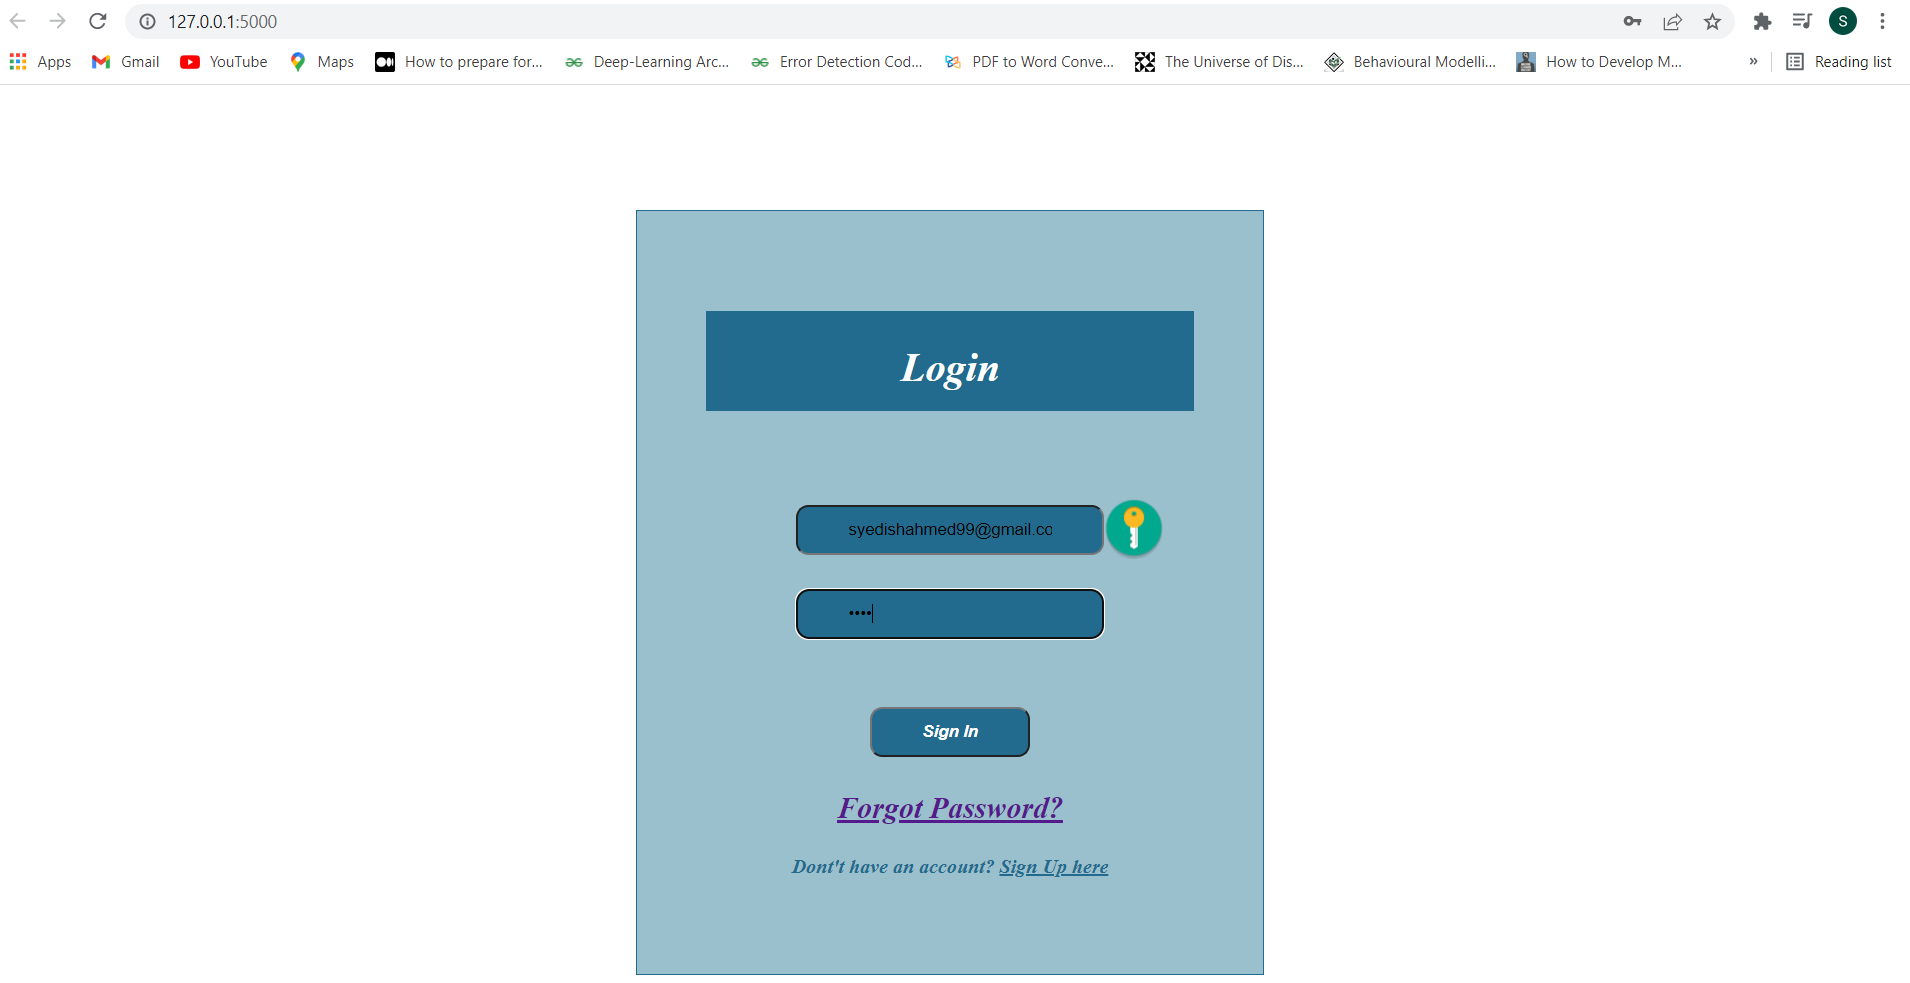 127.0.0.1:5000
S
Apps Gmail YouTube Maps How to prepare for... Deep-Learning Arc... Error Detection Cod... PDF to Word Conve... The Universe of Dis... Behavioural Modelli... How to Develop M... » Reading list
Login
syedishahmed99@gmail.co
••••
Sign In
Forgot Password?
Dont't have an account? Sign Up here